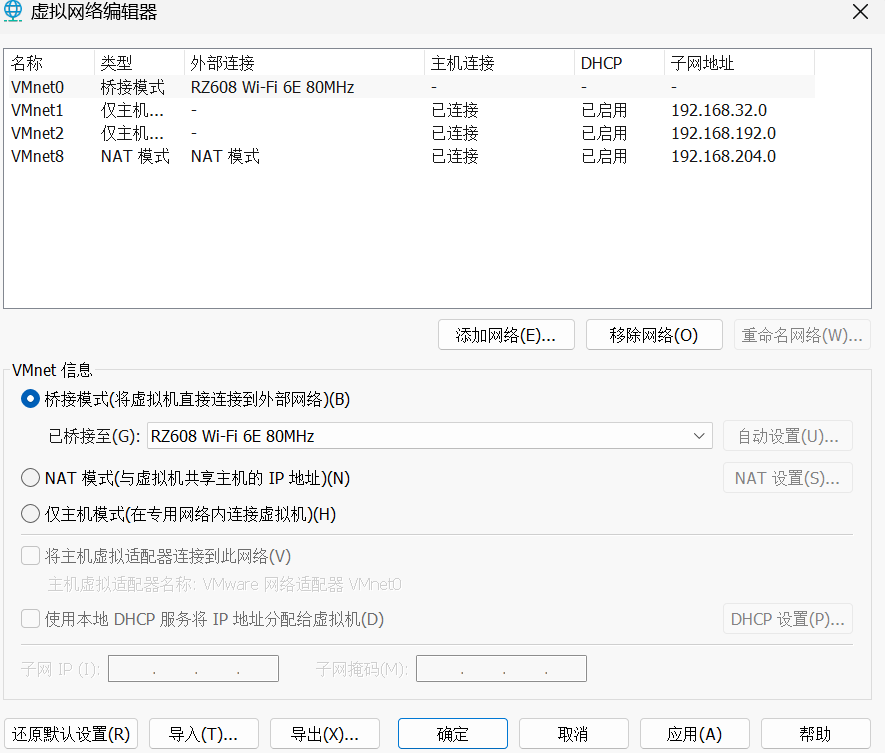 虚拟网络编辑器
名称 类型 外部连接 主机连接 DHCP 子网地址
VMnet0 桥接模式 RZ608 Wi-Fi 6E 80MHz - - -
VMnet1 仅主机... - 已连接 已启用 192.168.32.0
VMnet2 仅主机... - 已连接 已启用 192.168.192.0
VMnet8 NAT 模式 NAT 模式 已连接 已启用 192.168.204.0
添加网络(E)... 移除网络(O) 重命名网络(W)...
VMnet 信息
桥接模式(将虚拟机直接连接到外部网络)(B)
已桥接至(G): RZ608 Wi-Fi 6E 80MHz 自动设置(U)...
NAT 模式(与虚拟机共享主机的 IP 地址)(N) NAT 设置(S)...
仅主机模式(在专用网络内连接虚拟机)(H)
将主机虚拟适配器连接到此网络(V)
主机虚拟适配器名称: VMware 网络适配器 VMnet0
使用本地 DHCP 服务将 IP 地址分配给虚拟机(D) DHCP 设置(P)...
子网 IP (I): . . . 子网掩码(M): . . .
还原默认设置(R) 导入(T)... 导出(X)... 确定 取消 应用(A) 帮助